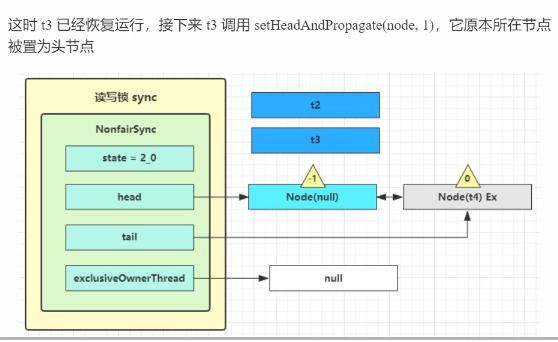 这时 t3 已经恢复运行，接下来 t3 调用 setHeadAndPropagate(node, 1)，它原本所在节点
被置为头节点
读写锁 sync
NonfairSync
state = 2_0
head
tail
exclusiveOwnerThread
t2
t3
-1
Node(null)
0
Node(t4) Ex
null